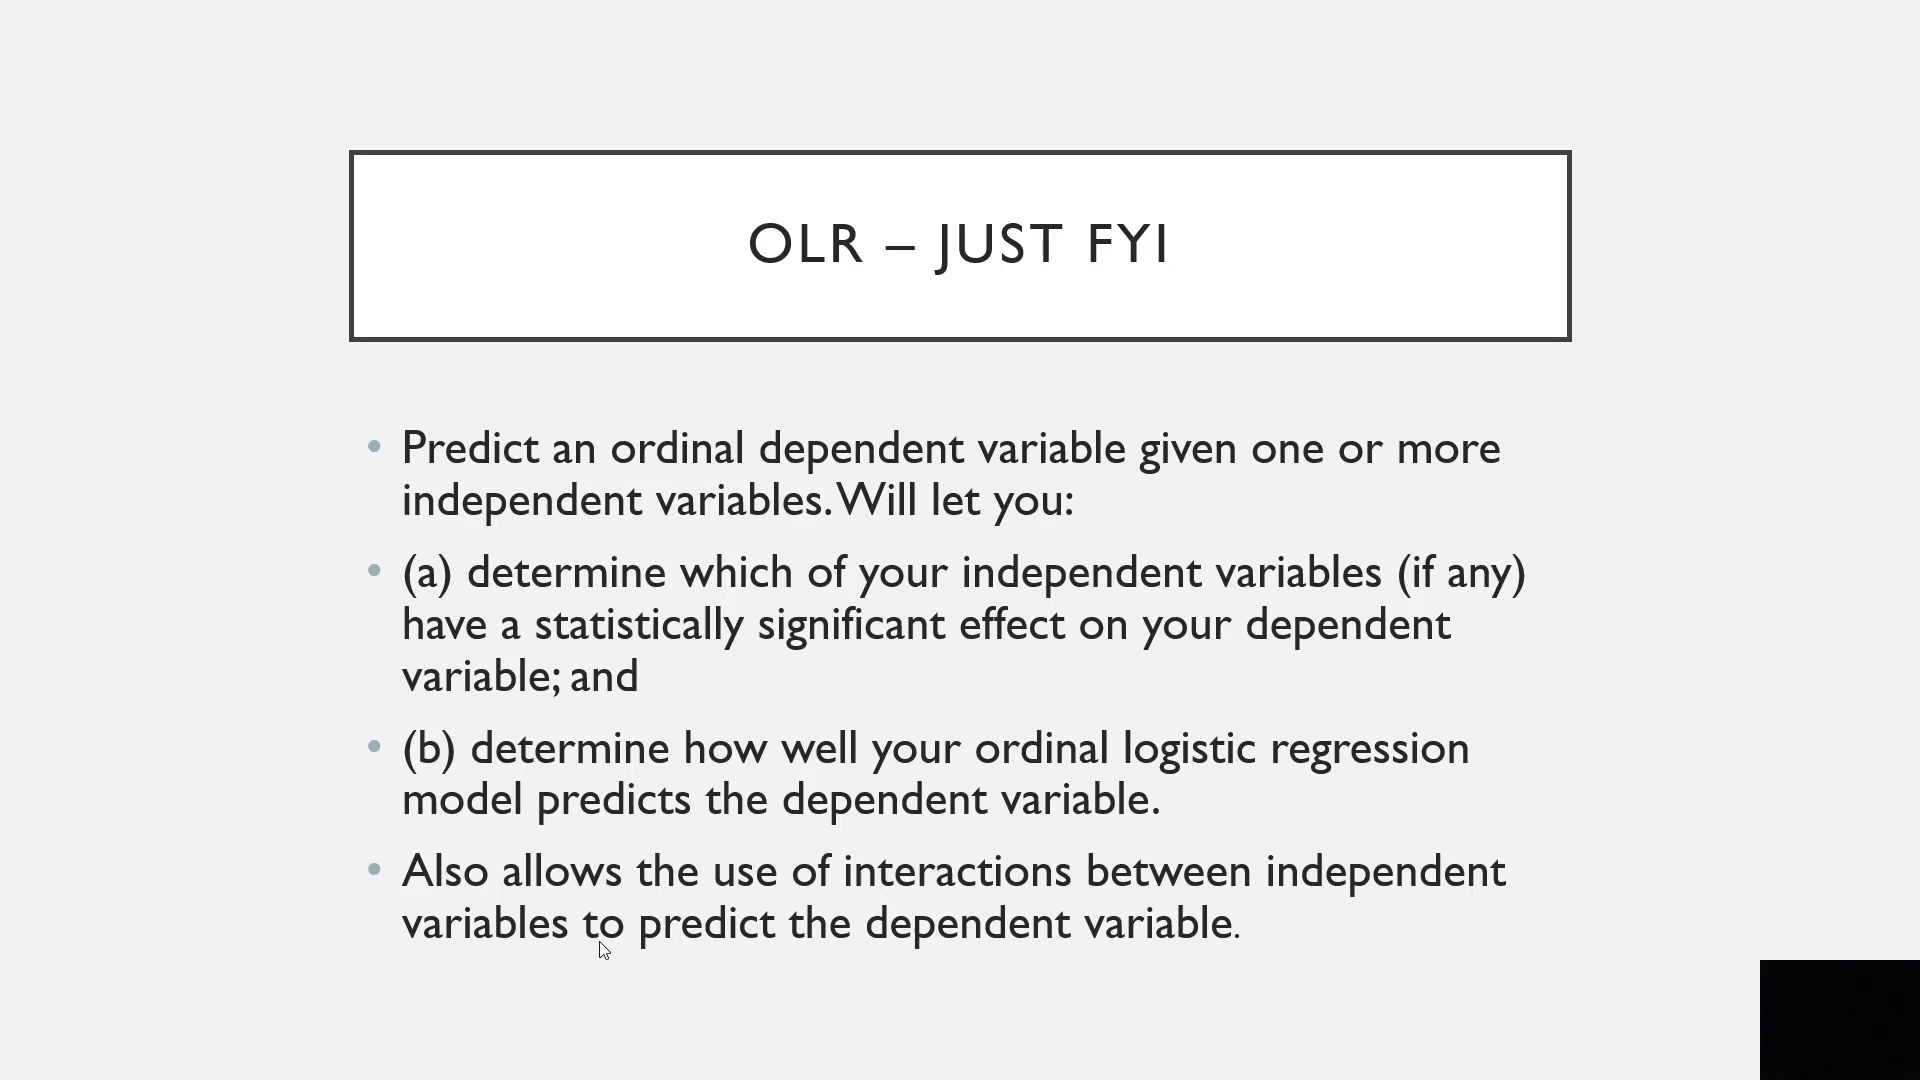 OLR – JUST FYI
• Predict an ordinal dependent variable given one or more
independent variables. Will let you:
• (a) determine which of your independent variables (if any)
have a statistically significant effect on your dependent
variable; and
• (b) determine how well your ordinal logistic regression
model predicts the dependent variable.
• Also allows the use of interactions between independent
variables to predict the dependent variable.